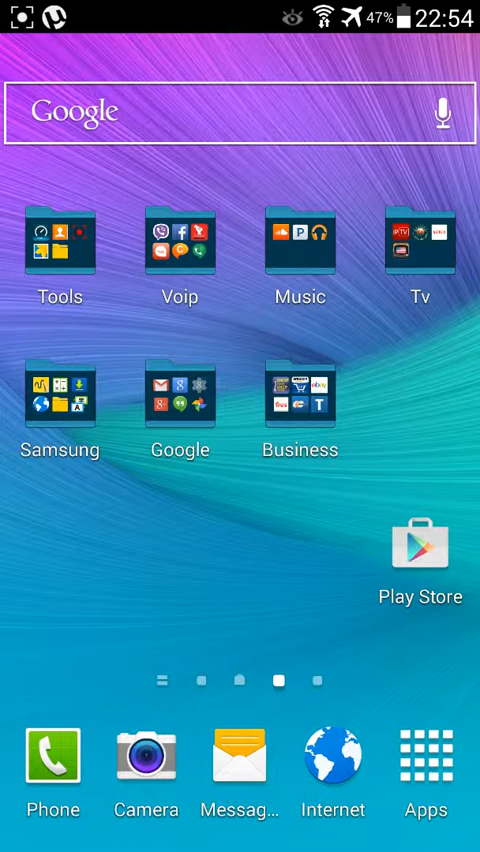 47% 22:54
Google
Tools Voip Music Tv
Samsung Google Business
Play Store
Phone Camera Messag... Internet Apps